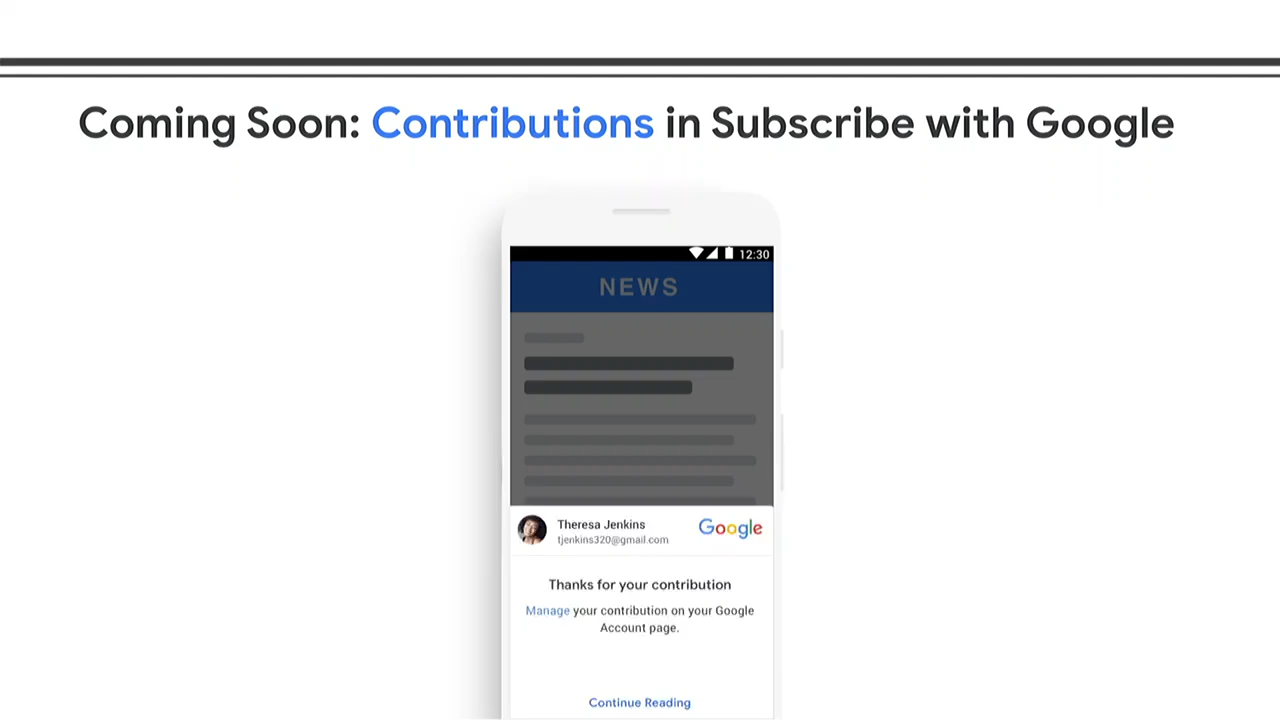 Coming Soon: Contributions in Subscribe with Google
12:30
NEWS
Theresa Jenkins
tjenkins320@gmail.com
Google
Thanks for your contribution
Manage your contribution on your Google
Account page.
Continue Reading